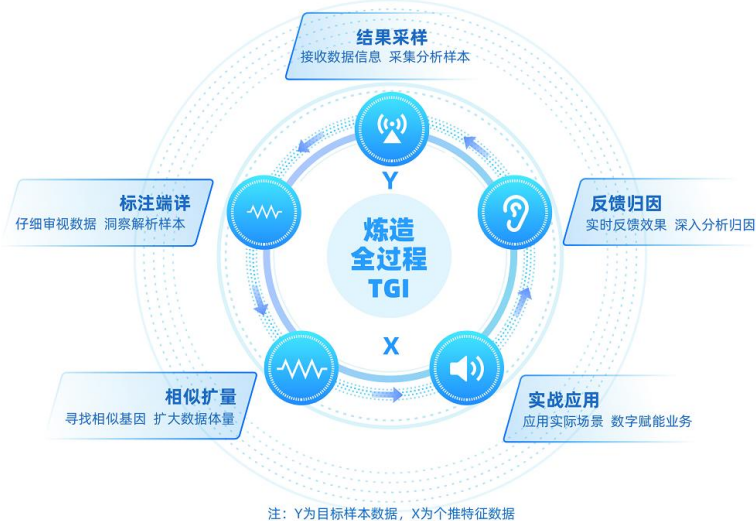 结果采样
接收数据信息 采集分析样本
标注端详
仔细审视数据 洞察解析样本
反馈归因
实时反馈效果 深入分析归因
Y
炼造
全过程
TGI
X
相似扩量
寻找相似基因 扩大数据体量
实战应用
应用实际场景 数字赋能业务
注：Y为目标样本数据，X为个推特征数据